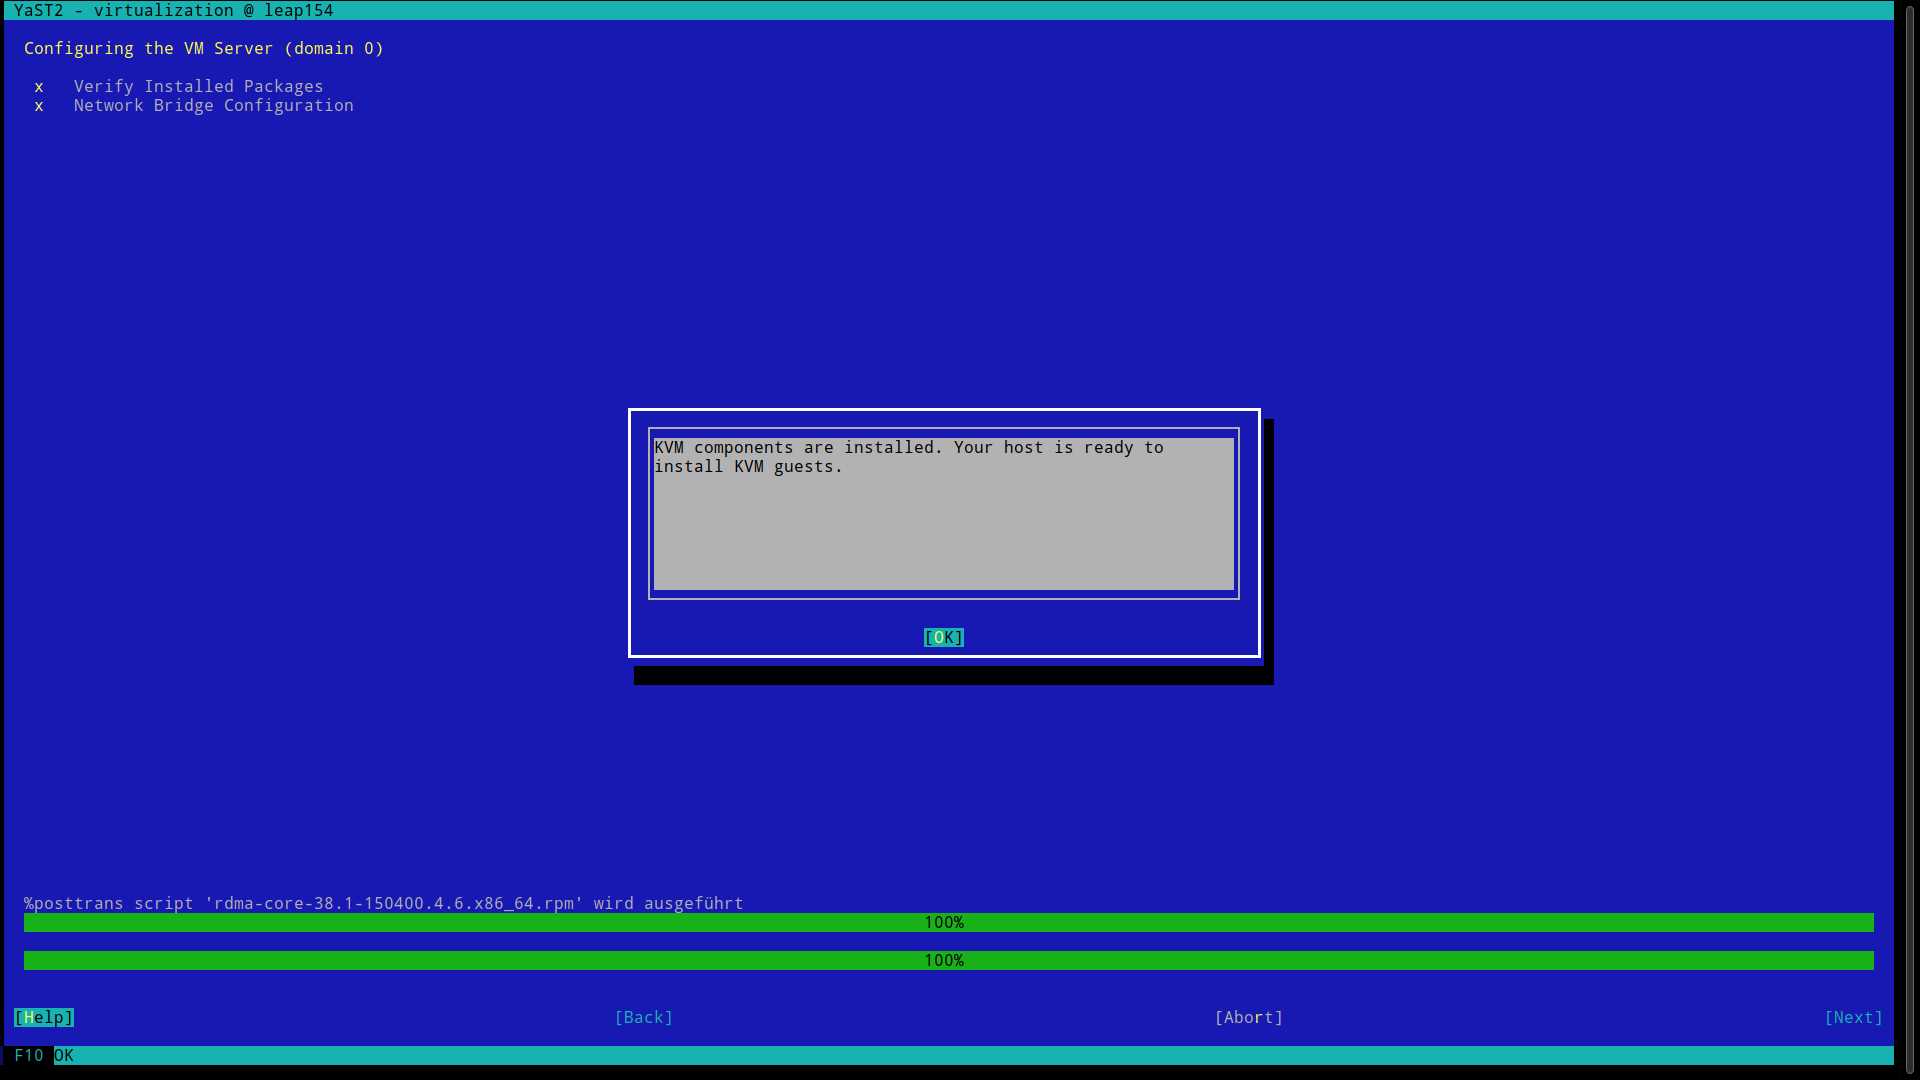 YaST2 - virtualization @ leap154
Configuring the VM Server (domain 0)
x Verify Installed Packages
x Network Bridge Configuration
KVM components are installed. Your host is ready to
install KVM guests.
[OK]
%posttrans script 'rdma-core-38.1-150400.4.6.x86_64.rpm' wird ausgeführt
100%
100%
[Help] [Back] [Abort] [Next]
F10 OK